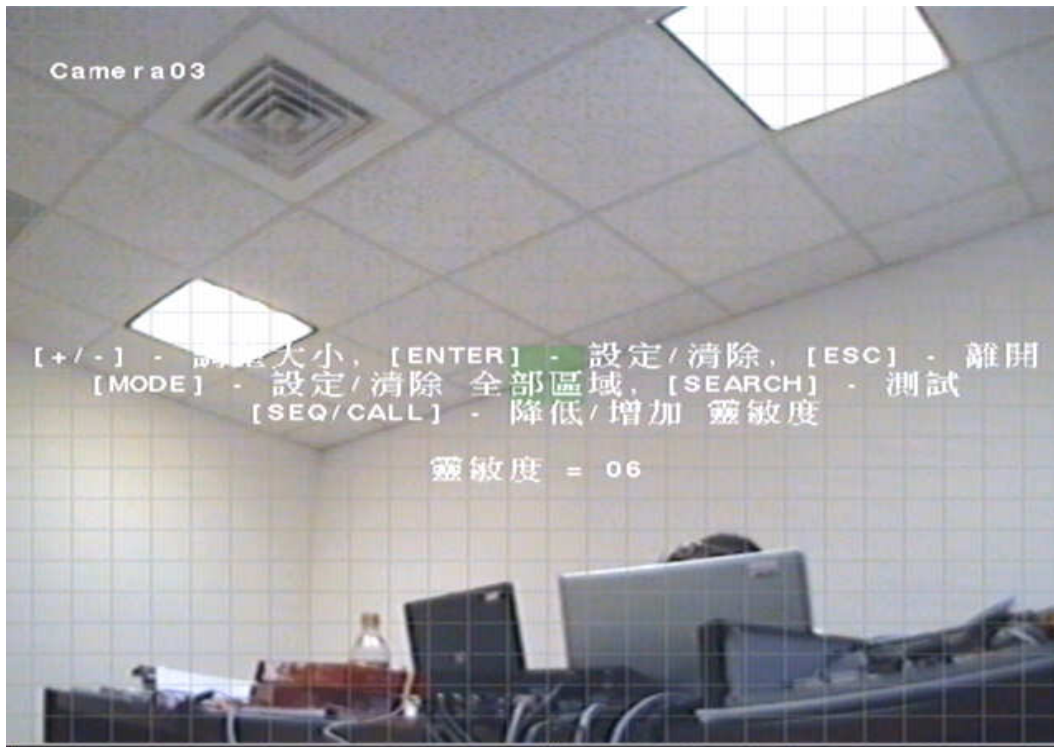 Camera03
[+/-] - 調整大小, [ENTER] - 設定/清除, [ESC] - 離開
[MODE] - 設定/清除 全部區域, [SEARCH] - 測試
[SEQ/CALL] - 降低/增加 靈敏度
靈敏度 = 06